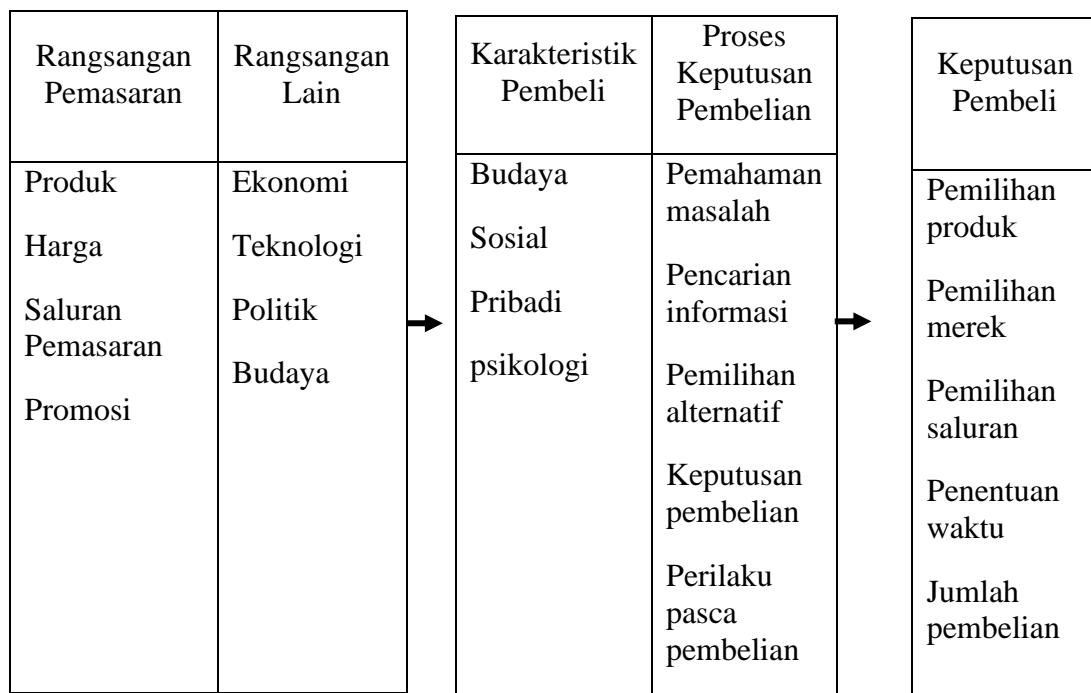 Rangsangan
Pemasaran
Rangsangan
Lain
Produk
Harga
Saluran
Pemasaran
Promosi
Ekonomi
Teknologi
Politik
Budaya
Karakteristik
Pembeli
Proses
Keputusan
Pembelian
Budaya
Sosial
Pribadi
psikologi
Pemahaman
masalah
Pencarian
informasi
Pemilihan
alternatif
Keputusan
pembelian
Perilaku
pasca
pembelian
Keputusan
Pembeli
Pemilihan
produk
Pemilihan
merek
Pemilihan
saluran
Penentuan
waktu
Jumlah
pembelian